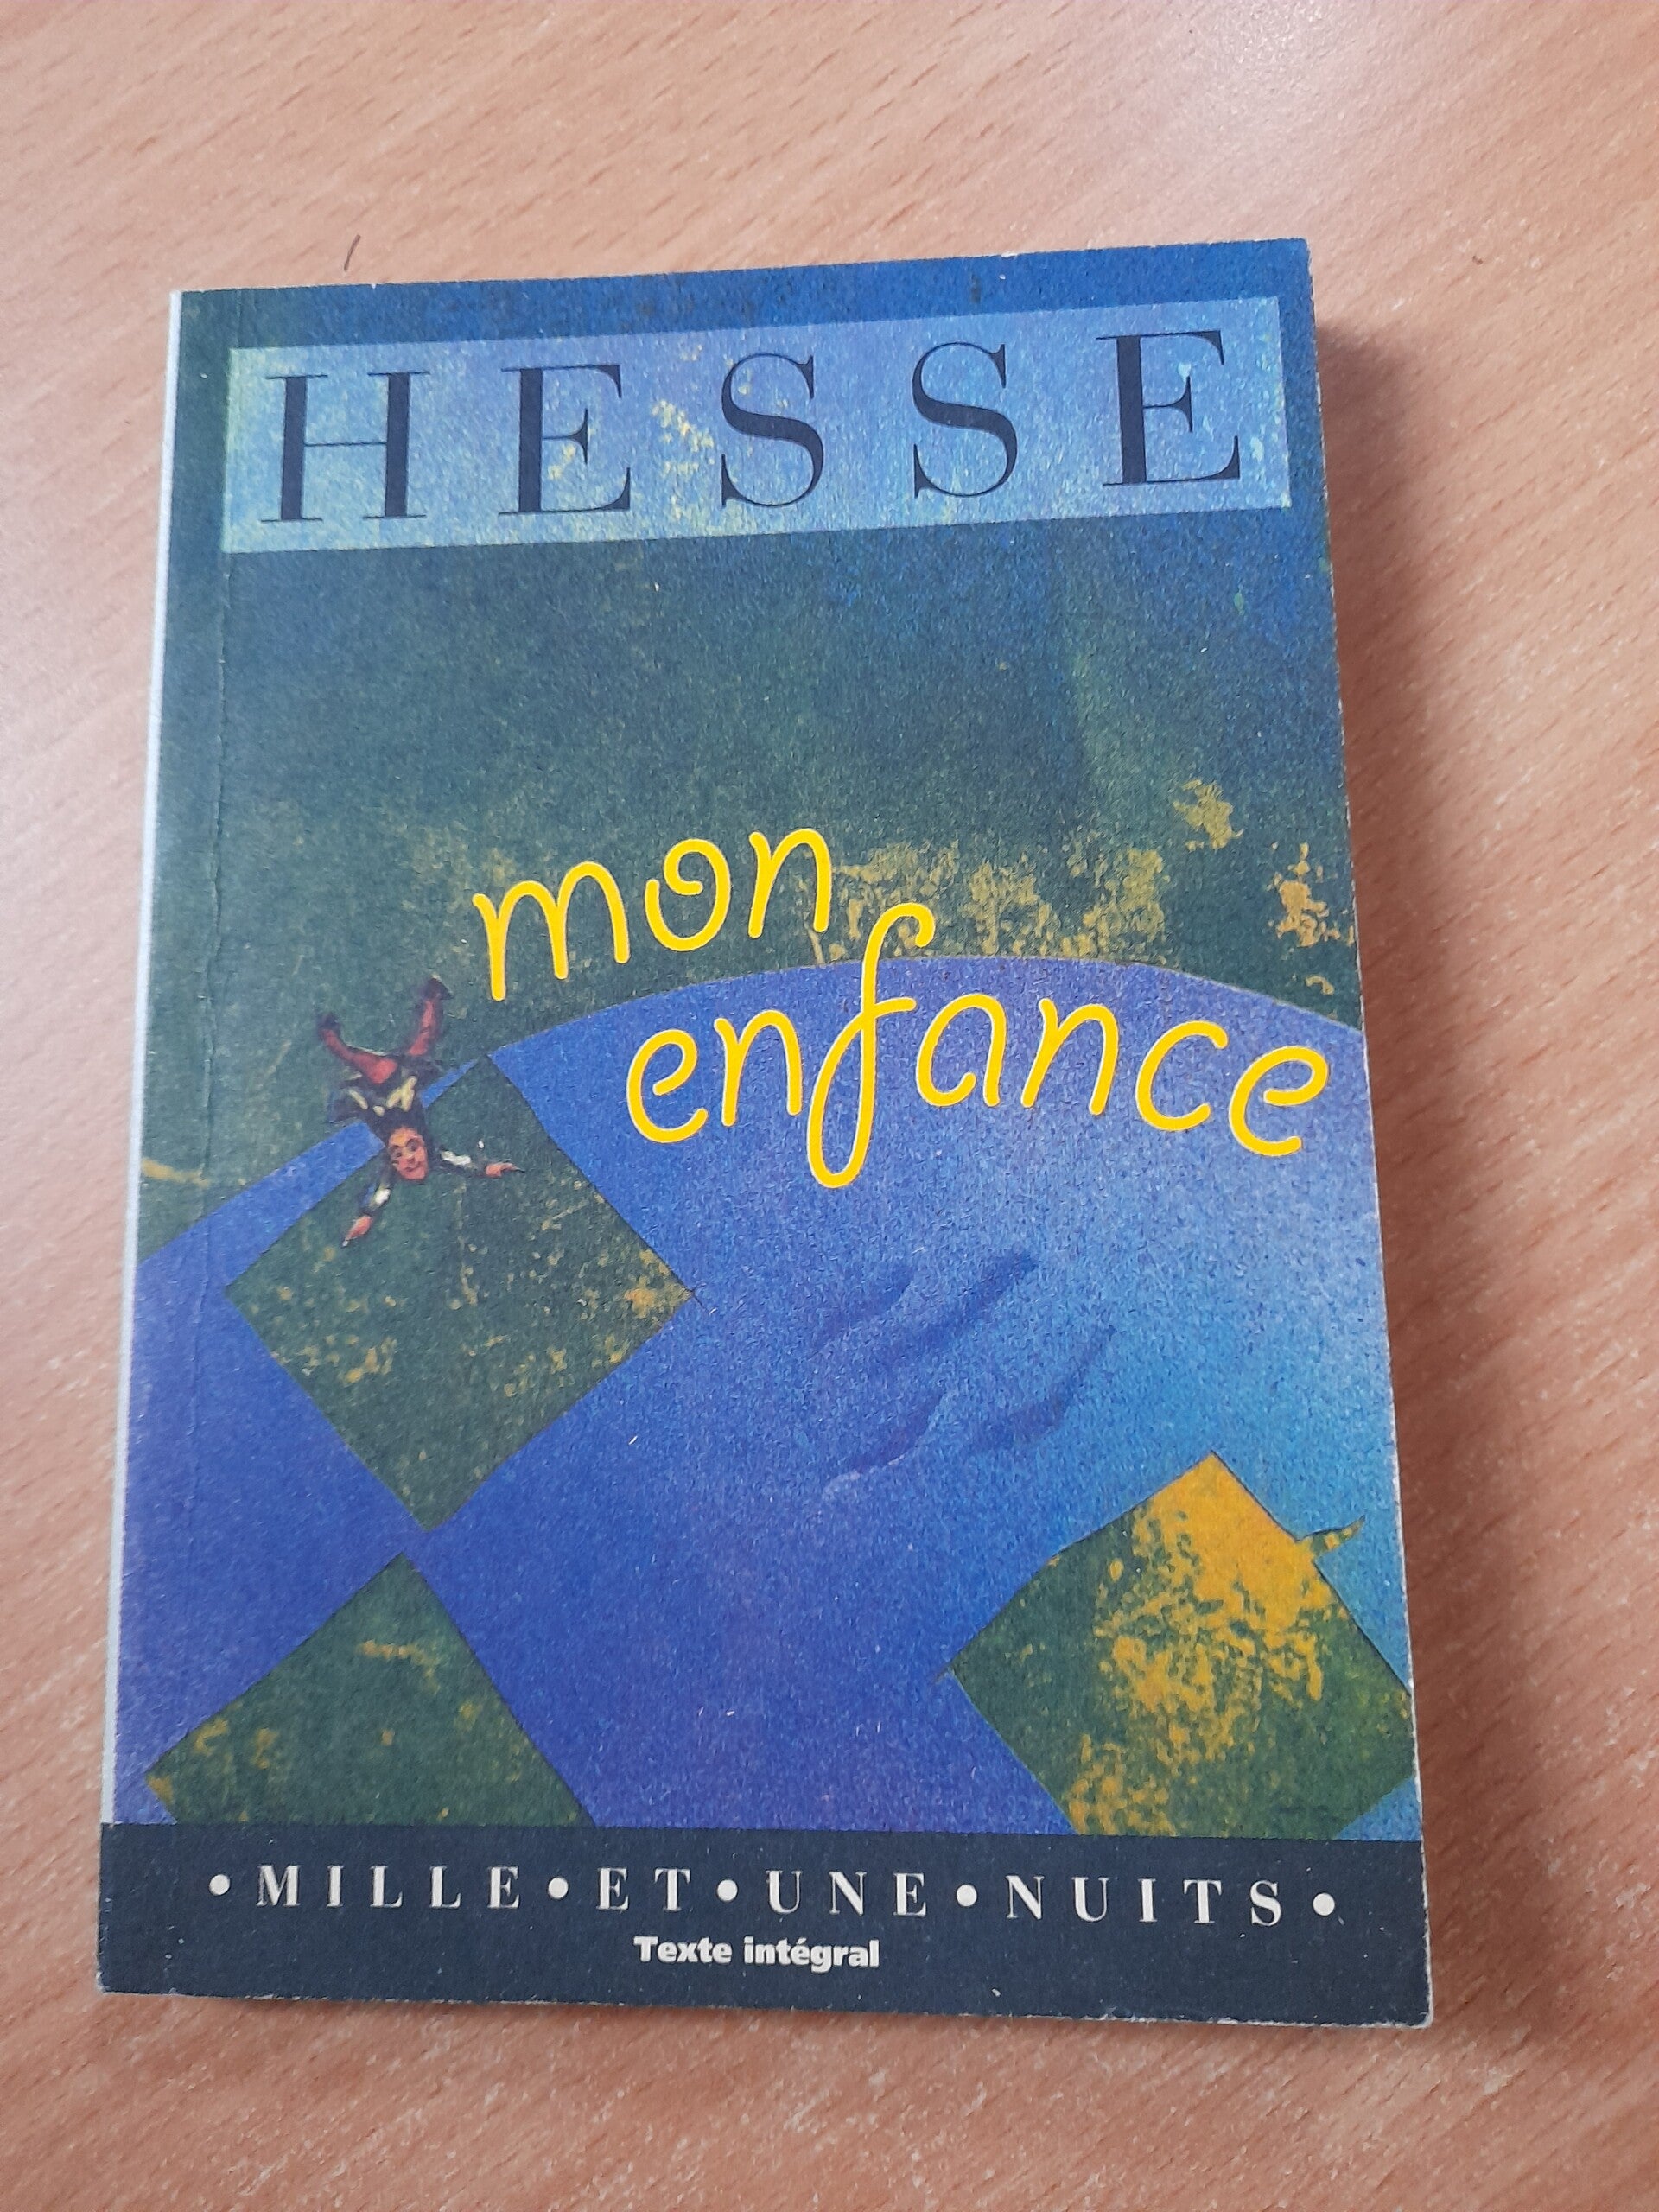 HESSE
mon
enfance
•MILLE•ET•UNE•NUITS•
Texte intégral